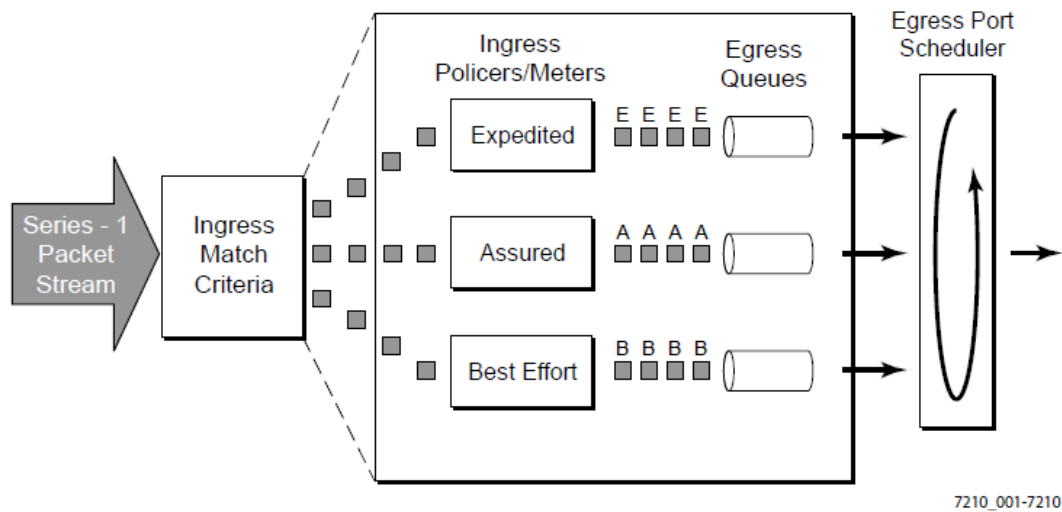 Ingress
Policers/Meters
Egress
Queues
Egress Port
Scheduler
Series - 1
Packet
Stream
Ingress
Match
Criteria
Expedited
E E E E
Assured
A A A A
Best Effort
B B B B
7210_001-7210